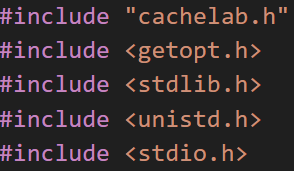 #include "cachelab.h"
#include <getopt.h>
#include <stdlib.h>
#include <unistd.h>
#include <stdio.h>